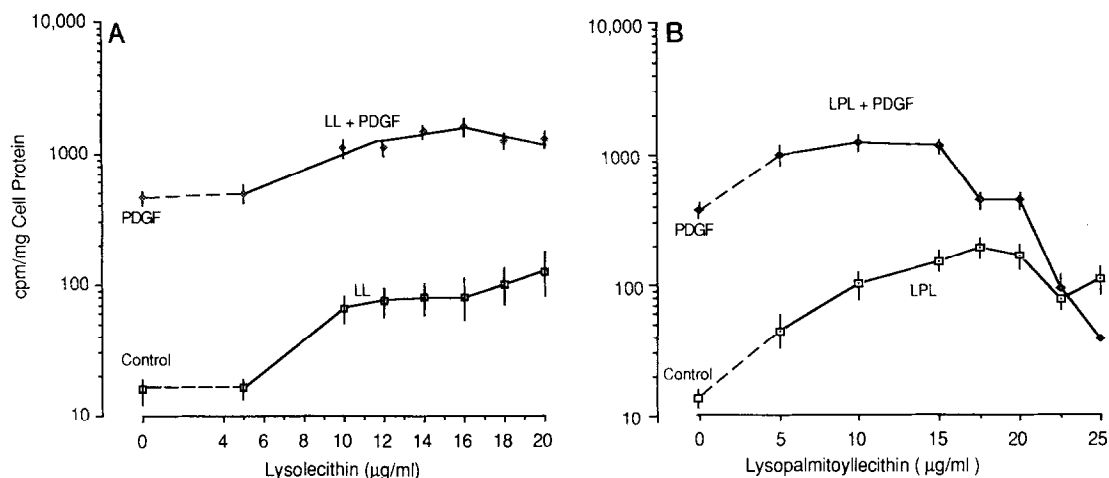 A
10,000
1000
100
10
cpm/mg Cell Protein
LL + PDGF
PDGF
LL
Control
0 4 6 8 10 12 14 16 18 20
Lysolecithin (µg/ml)
B
10,000
1000
100
10
LPL + PDGF
PDGF
LPL
Control
0 5 10 15 20 25
Lysopalmitoyllecithin ( µg/ml )